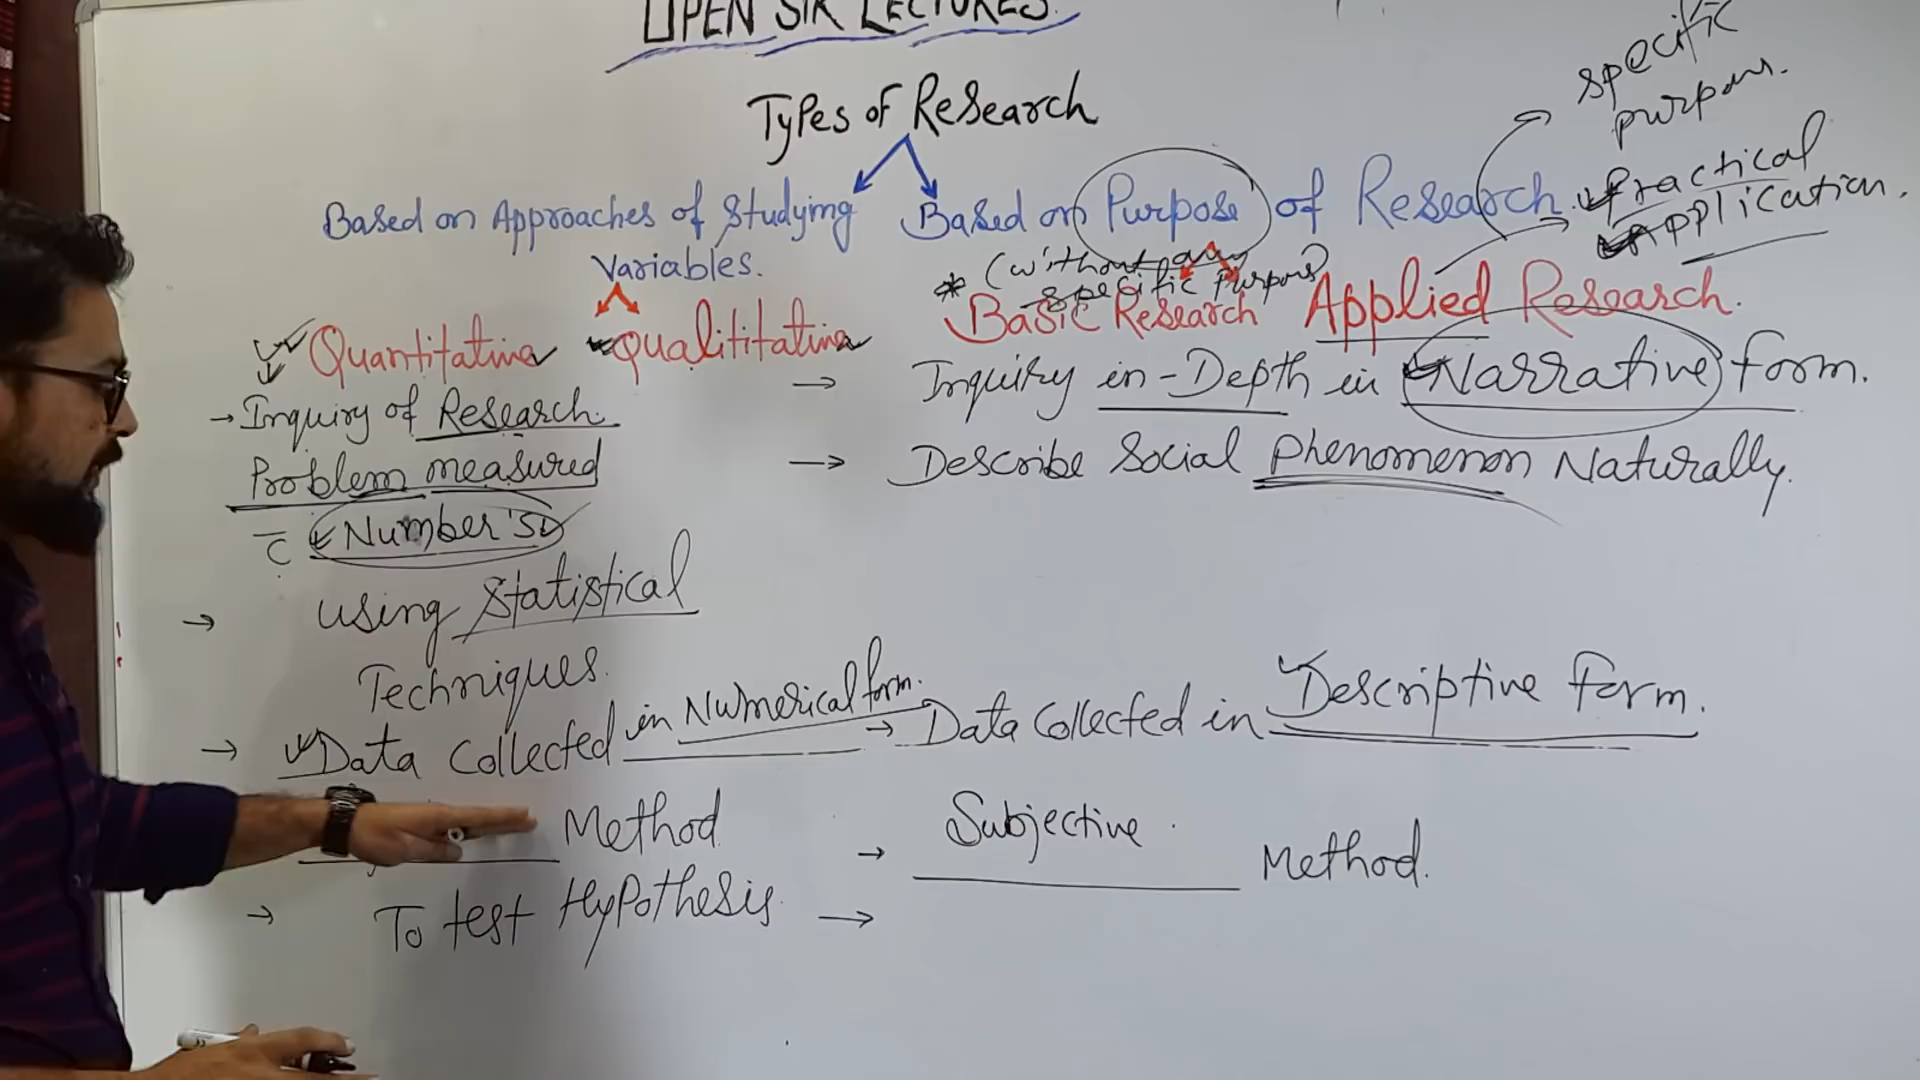 OPEN SIR LECTURES
Types of Research
Based on Approaches of Studying
Variables.
Quantitative Qualititative
→ Inquiry of Research
Problem measured
c̄ Number's
→ using Statistical
Techniques.
→ Data Collected in Numerical form.
Method
→ To test Hypothesis
Based on Purpose of Research.
* (without any
specific Purpose)
Basic Research Applied Research.
specific
purpose.
Practical
Application.
→ Inquiry in-Depth in Narrative form.
→ Describe Social Phenomenon Naturally.
→ Data Collected in Descriptive form.
→ Subjective Method.
→